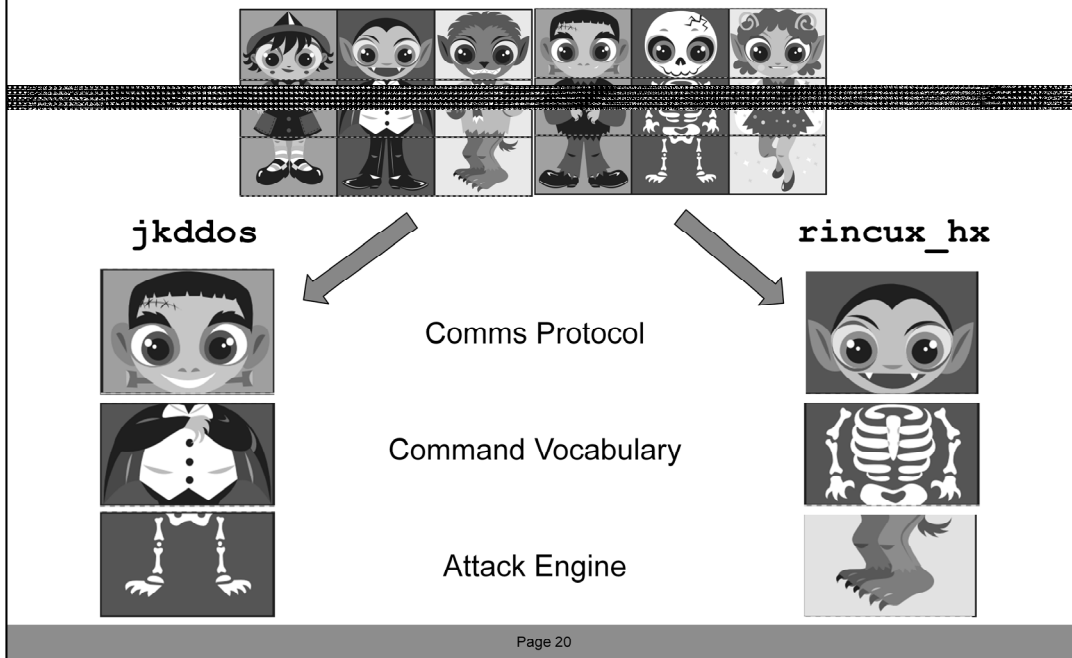 jkddos
rincux_hx
Comms Protocol
Command Vocabulary
Attack Engine
Page 20